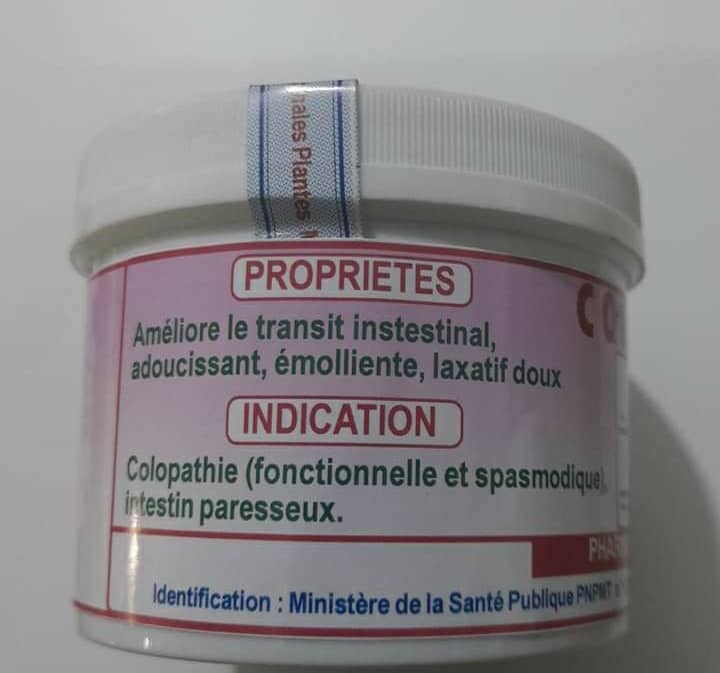 Plantes
PROPRIETES
Améliore le transit instestinal,
adoucissant, émolliente, laxatif doux
INDICATION
Colopathie (fonctionnelle et spasmodique),
intestin paresseux.
Identification : Ministère de la Santé Publique PNPMT